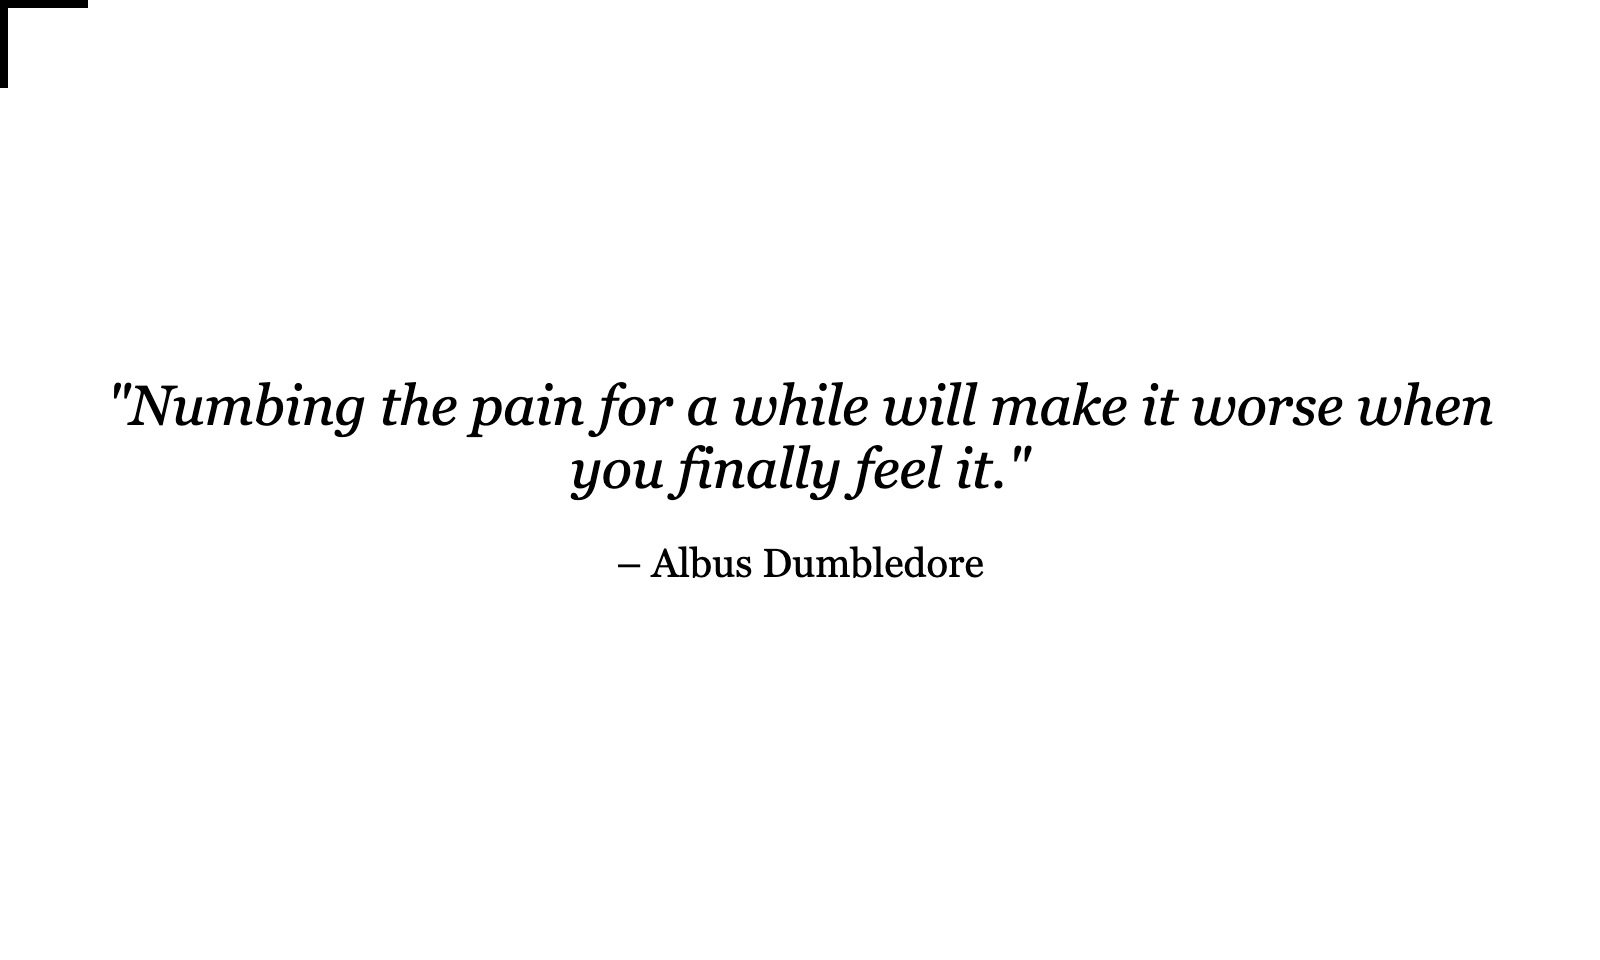 "Numbing the pain for a while will make it worse when
you finally feel it."
– Albus Dumbledore